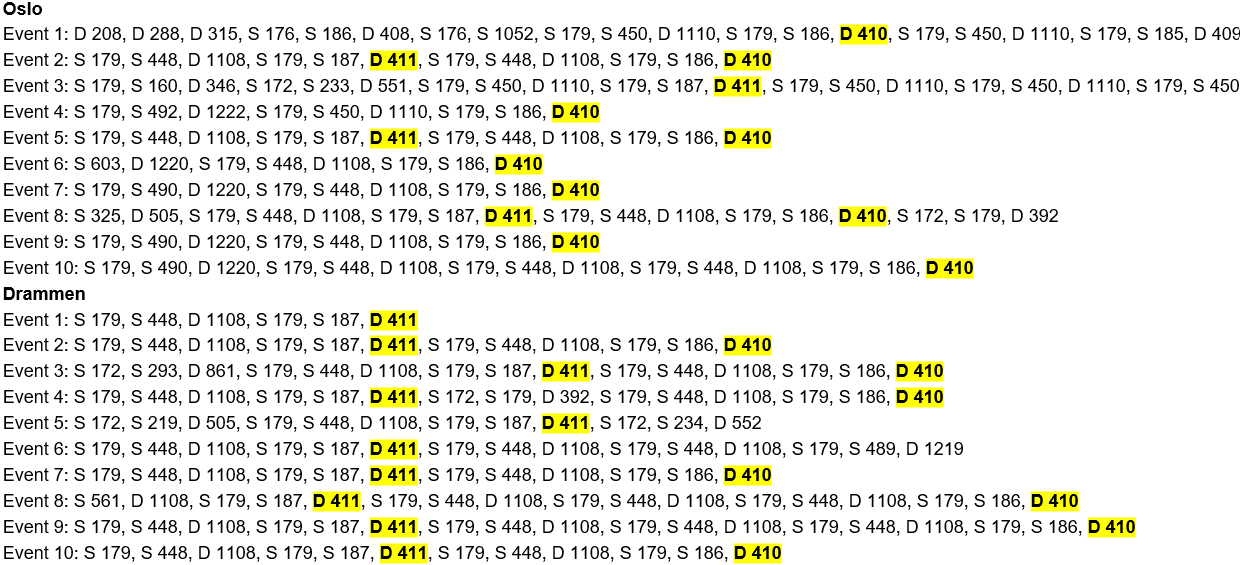 Oslo
Event 1: D 208, D 288, D 315, S 176, S 186, D 408, S 176, S 1052, S 179, S 450, D 1110, S 179, S 186, D 410, S 179, S 450, D 1110, S 179, S 185, D 409
Event 2: S 179, S 448, D 1108, S 179, S 187, D 411, S 179, S 448, D 1108, S 179, S 186, D 410
Event 3: S 179, S 160, D 346, S 172, S 233, D 551, S 179, S 450, D 1110, S 179, S 187, D 411, S 179, S 450, D 1110, S 179, S 450, D 1110, S 179, S 450
Event 4: S 179, S 492, D 1222, S 179, S 450, D 1110, S 179, S 186, D 410
Event 5: S 179, S 448, D 1108, S 179, S 187, D 411, S 179, S 448, D 1108, S 179, S 186, D 410
Event 6: S 603, D 1220, S 179, S 448, D 1108, S 179, S 186, D 410
Event 7: S 179, S 490, D 1220, S 179, S 448, D 1108, S 179, S 186, D 410
Event 8: S 325, D 505, S 179, S 448, D 1108, S 179, S 187, D 411, S 179, S 448, D 1108, S 179, S 186, D 410, S 172, S 179, D 392
Event 9: S 179, S 490, D 1220, S 179, S 448, D 1108, S 179, S 186, D 410
Event 10: S 179, S 490, D 1220, S 179, S 448, D 1108, S 179, S 448, D 1108, S 179, S 448, D 1108, S 179, S 186, D 410
Drammen
Event 1: S 179, S 448, D 1108, S 179, S 187, D 411
Event 2: S 179, S 448, D 1108, S 179, S 187, D 411, S 179, S 448, D 1108, S 179, S 186, D 410
Event 3: S 172, S 293, D 861, S 179, S 448, D 1108, S 179, S 187, D 411, S 179, S 448, D 1108, S 179, S 186, D 410
Event 4: S 179, S 448, D 1108, S 179, S 187, D 411, S 172, S 179, D 392, S 179, S 448, D 1108, S 179, S 186, D 410
Event 5: S 172, S 219, D 505, S 179, S 448, D 1108, S 179, S 187, D 411, S 172, S 234, D 552
Event 6: S 179, S 448, D 1108, S 179, S 187, D 411, S 179, S 448, D 1108, S 179, S 448, D 1108, S 179, S 489, D 1219
Event 7: S 179, S 448, D 1108, S 179, S 187, D 411, S 179, S 448, D 1108, S 179, S 186, D 410
Event 8: S 561, D 1108, S 179, S 187, D 411, S 179, S 448, D 1108, S 179, S 448, D 1108, S 179, S 448, D 1108, S 179, S 186, D 410
Event 9: S 179, S 448, D 1108, S 179, S 187, D 411, S 179, S 448, D 1108, S 179, S 448, D 1108, S 179, S 448, D 1108, S 179, S 186, D 410
Event 10: S 179, S 448, D 1108, S 179, S 187, D 411, S 179, S 448, D 1108, S 179, S 186, D 410